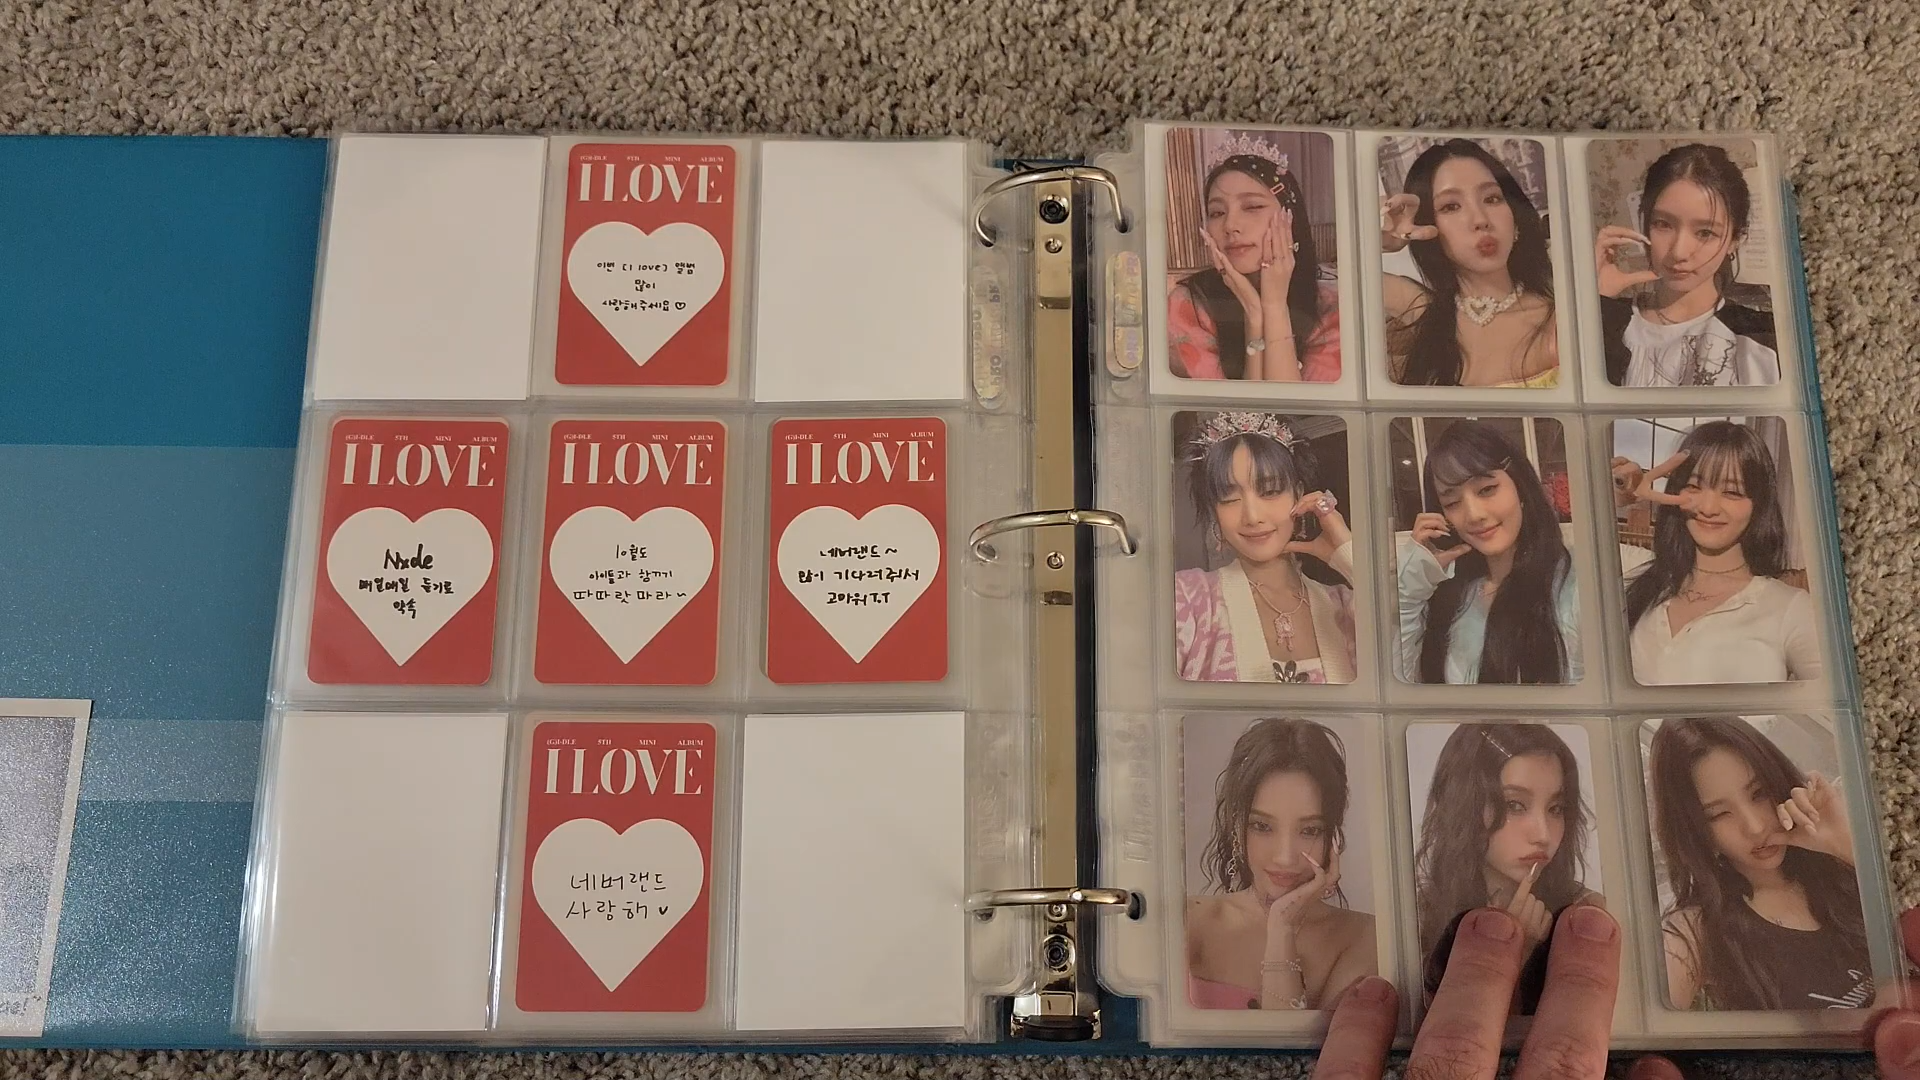 (G)I-DLE 5TH MINI ALBUM
I LOVE
이번 [I love] 앨범
많이
사랑해주세요♡
(G)I-DLE 5TH MINI ALBUM
I LOVE
Nxde
매일매일 듣기로
약속
(G)I-DLE 5TH MINI ALBUM
I LOVE
10월도
아이들과 함께기
따따랏 따라~
(G)I-DLE 5TH MINI ALBUM
I LOVE
네버랜드~
많이 기다려줘서
고마워T.T
(G)I-DLE 5TH MINI ALBUM
I LOVE
네버랜드
사랑해♥